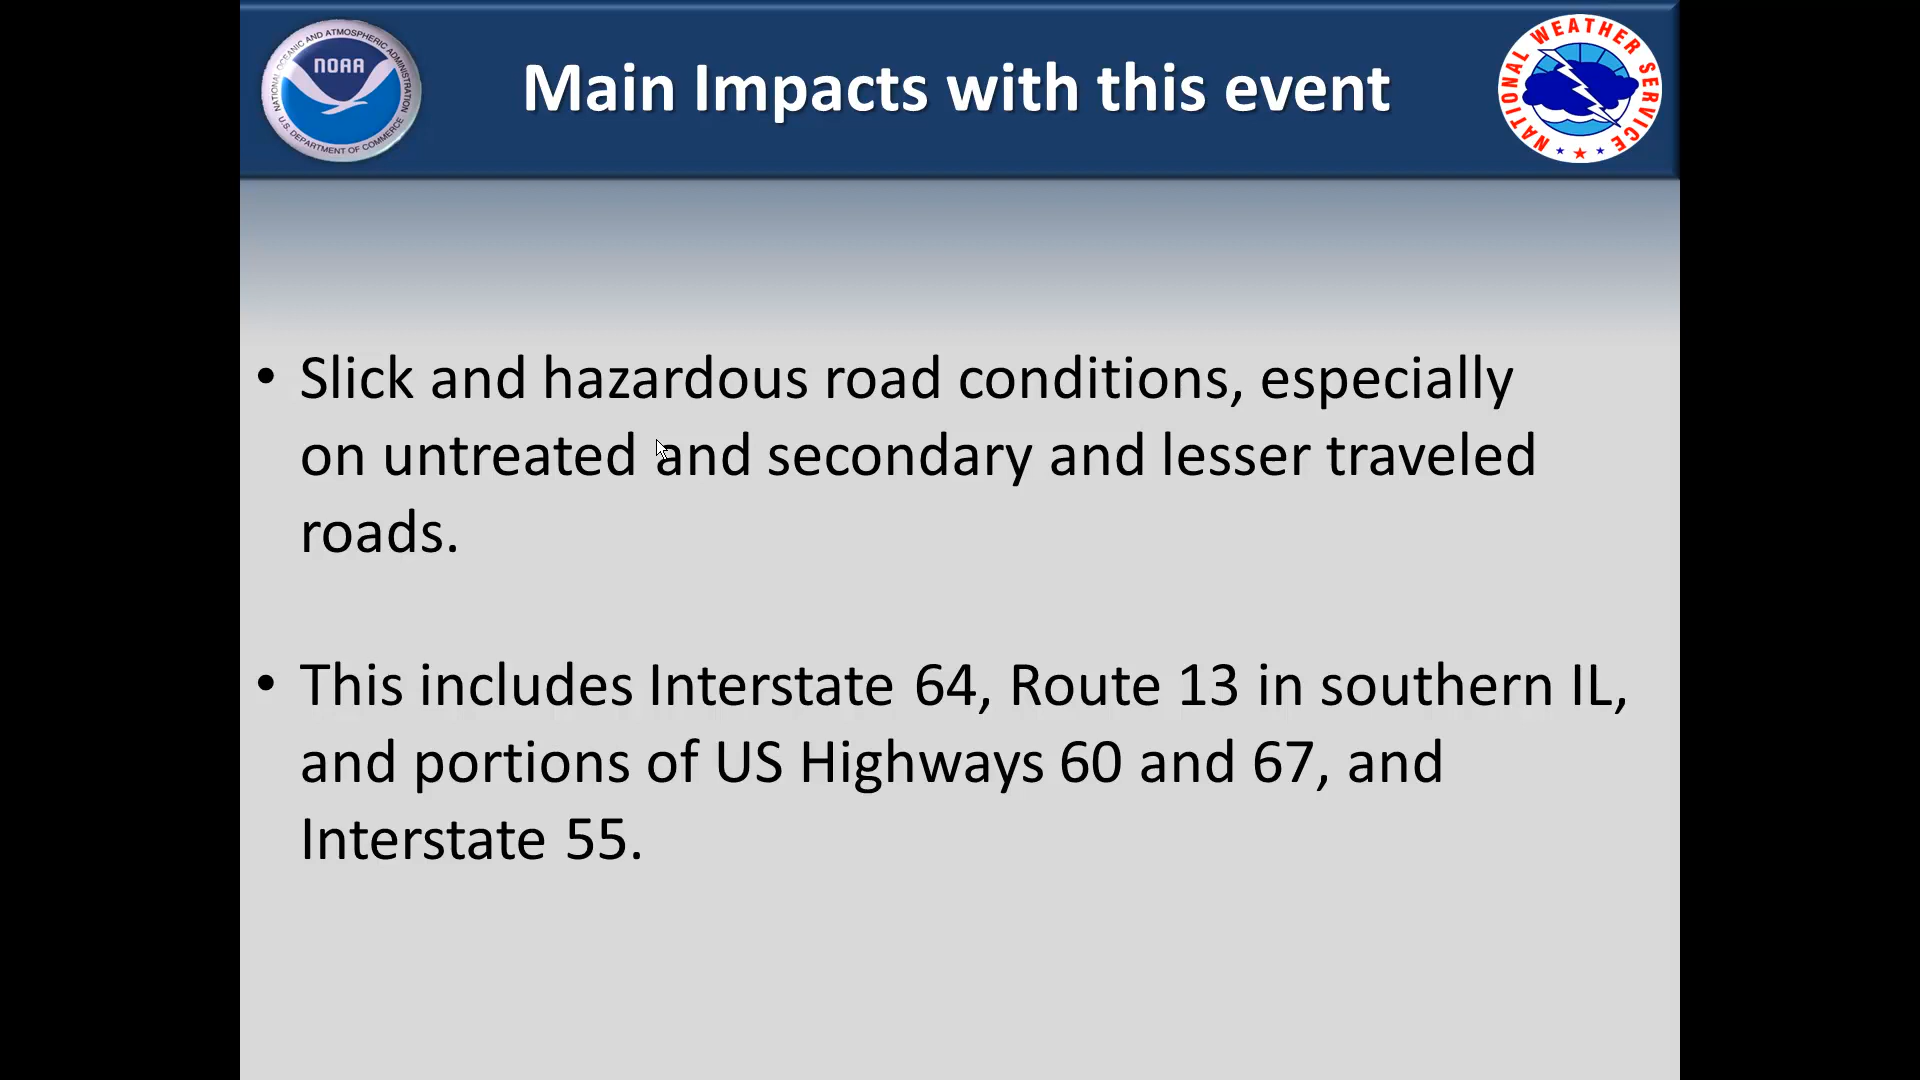 NATIONAL OCEANIC AND ATMOSPHERIC ADMINISTRATION
NOAA
U.S. DEPARTMENT OF COMMERCE
Main Impacts with this event
NATIONAL WEATHER SERVICE
• Slick and hazardous road conditions, especially
on untreated and secondary and lesser traveled
roads.
• This includes Interstate 64, Route 13 in southern IL,
and portions of US Highways 60 and 67, and
Interstate 55.